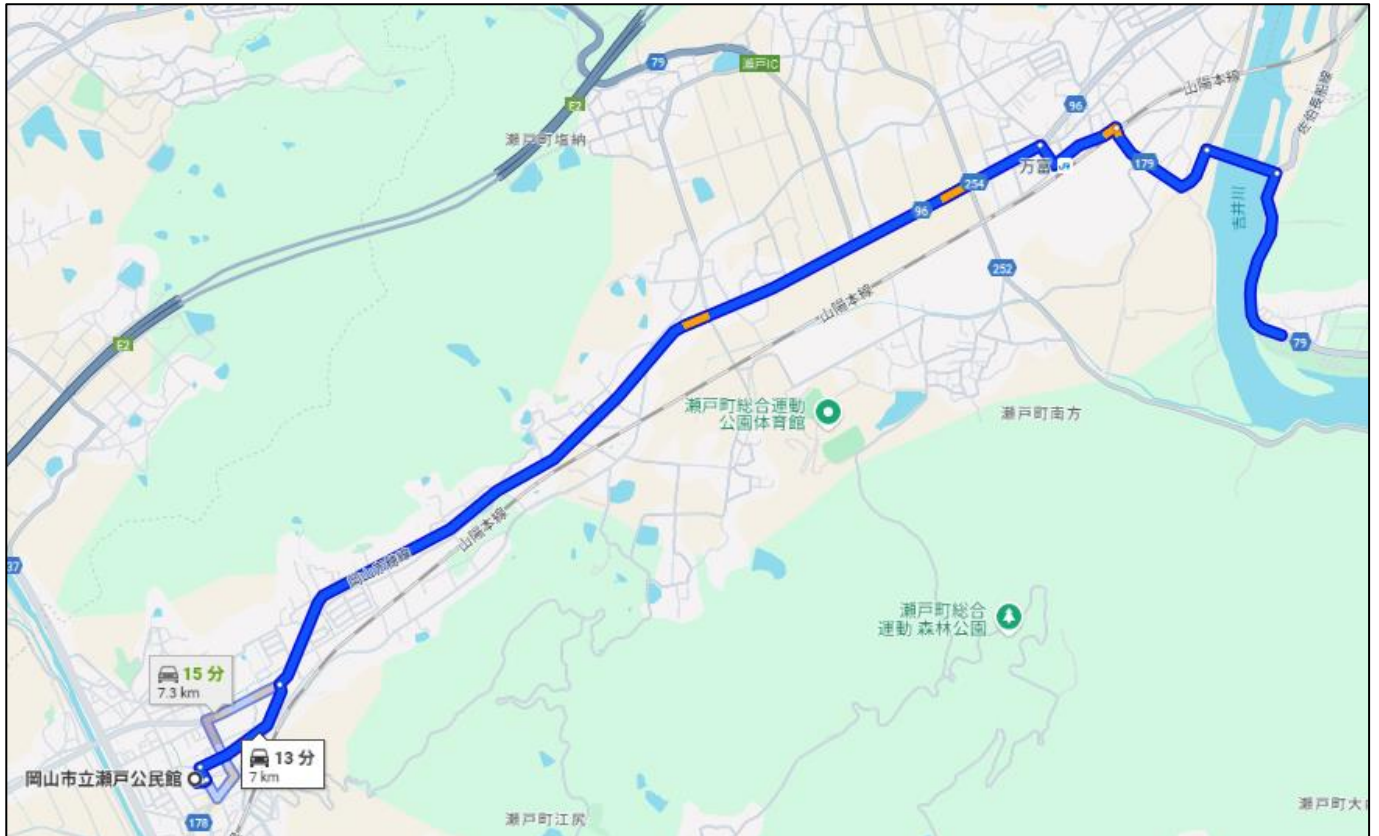 79
瀬戸IC
E2
山陽本線
佐伯長船線
96
瀬戸町塩納
万富
JR
179
254
96
吉井川
252
山陽本線
79
E2
瀬戸町総合運動
公園体育館
瀬戸町南方
山陽本線
37
瀬戸町総合
運動 森林公園
15 分
7.3 km
13 分
7 km
岡山市立瀬戸公民館
178
瀬戸町江尻
瀬戸町大